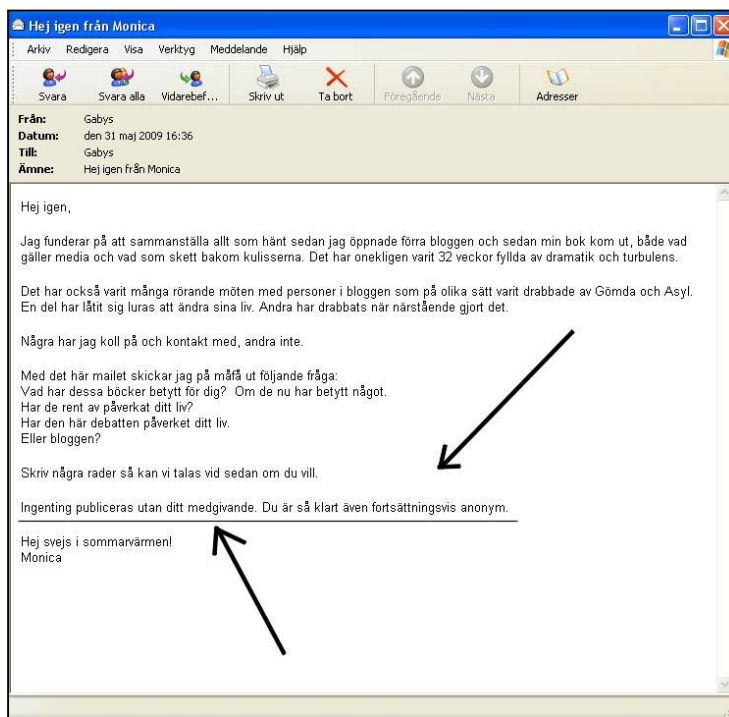 Hej igen från Monica
Arkiv Redigera Visa Verktyg Meddelande Hjälp
Svara Svara alla Vidarebef... Skriv ut Ta bort Föregående Nästa Adresser
Från: Gabys
Datum: den 31 maj 2009 16:36
Till: Gabys
Ämne: Hej igen från Monica
Hej igen,
Jag funderar på att sammanställa allt som hänt sedan jag öppnade förra bloggen och sedan min bok kom ut, både vad
gäller media och vad som skett bakom kulisserna. Det har onekligen varit 32 veckor fyllda av dramatik och turbulens.
Det har också varit många rörande möten med personer i bloggen som på olika sätt varit drabbade av Gömda och Asyl.
En del har låtit sig luras att ändra sina liv. Andra har drabbats när närstående gjort det.
Några har jag koll på och kontakt med, andra inte.
Med det här mailet skickar jag på måfå ut följande fråga:
Vad har dessa böcker betytt för dig? Om de nu har betytt något.
Har de rent av påverkat ditt liv?
Har den här debatten påverket ditt liv.
Eller bloggen?
Skriv några rader så kan vi talas vid sedan om du vill.
Ingenting publiceras utan ditt medgivande. Du är så klart även fortsättningsvis anonym.
Hej svejs i sommarvärmen!
Monica